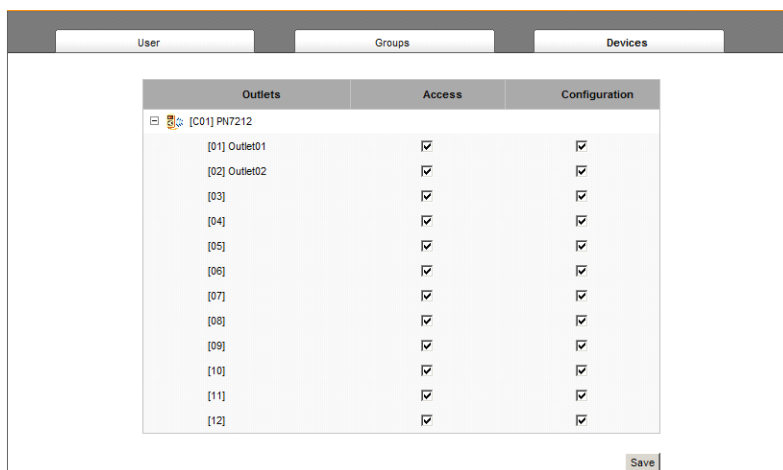 User Groups Devices
Outlets Access Configuration
[C01] PN7212
[01] Outlet01
[02] Outlet02
[03]
[04]
[05]
[06]
[07]
[08]
[09]
[10]
[11]
[12]
Save